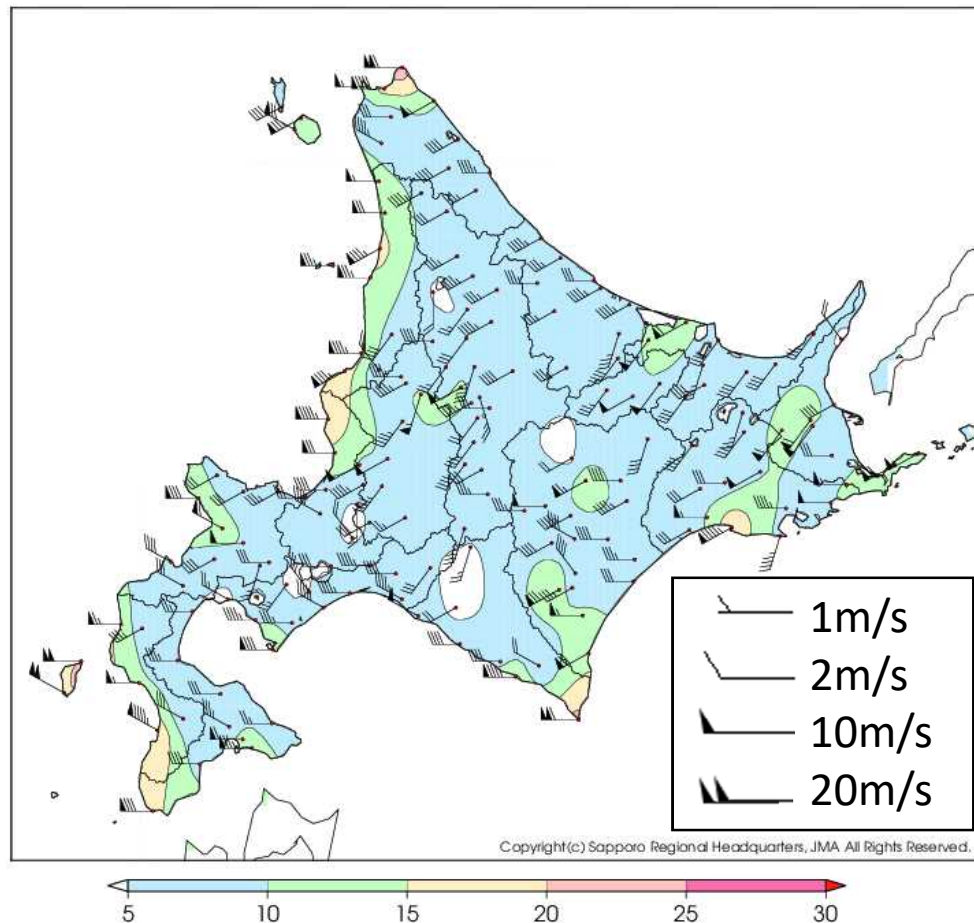 1m/s
2m/s
10m/s
20m/s
Copyright(c) Sapporo Regional Headquarters, JMA All Rights Reserved.
5 10 15 20 25 30